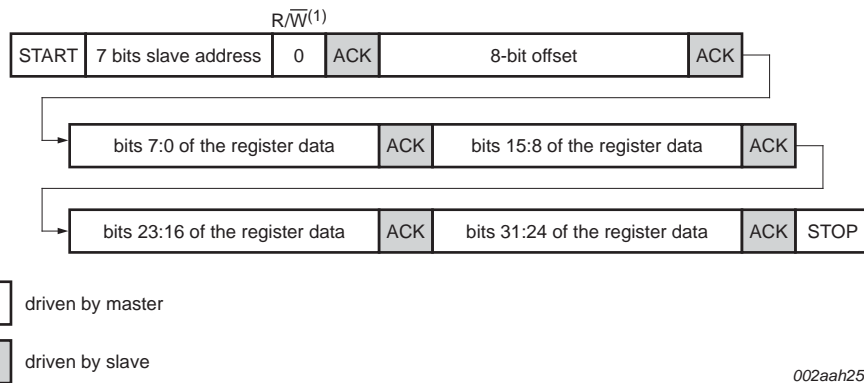 R/W(1)
START 7 bits slave address 0 ACK 8-bit offset ACK
bits 7:0 of the register data ACK bits 15:8 of the register data ACK
bits 23:16 of the register data ACK bits 31:24 of the register data ACK STOP
driven by master
driven by slave
002aah25